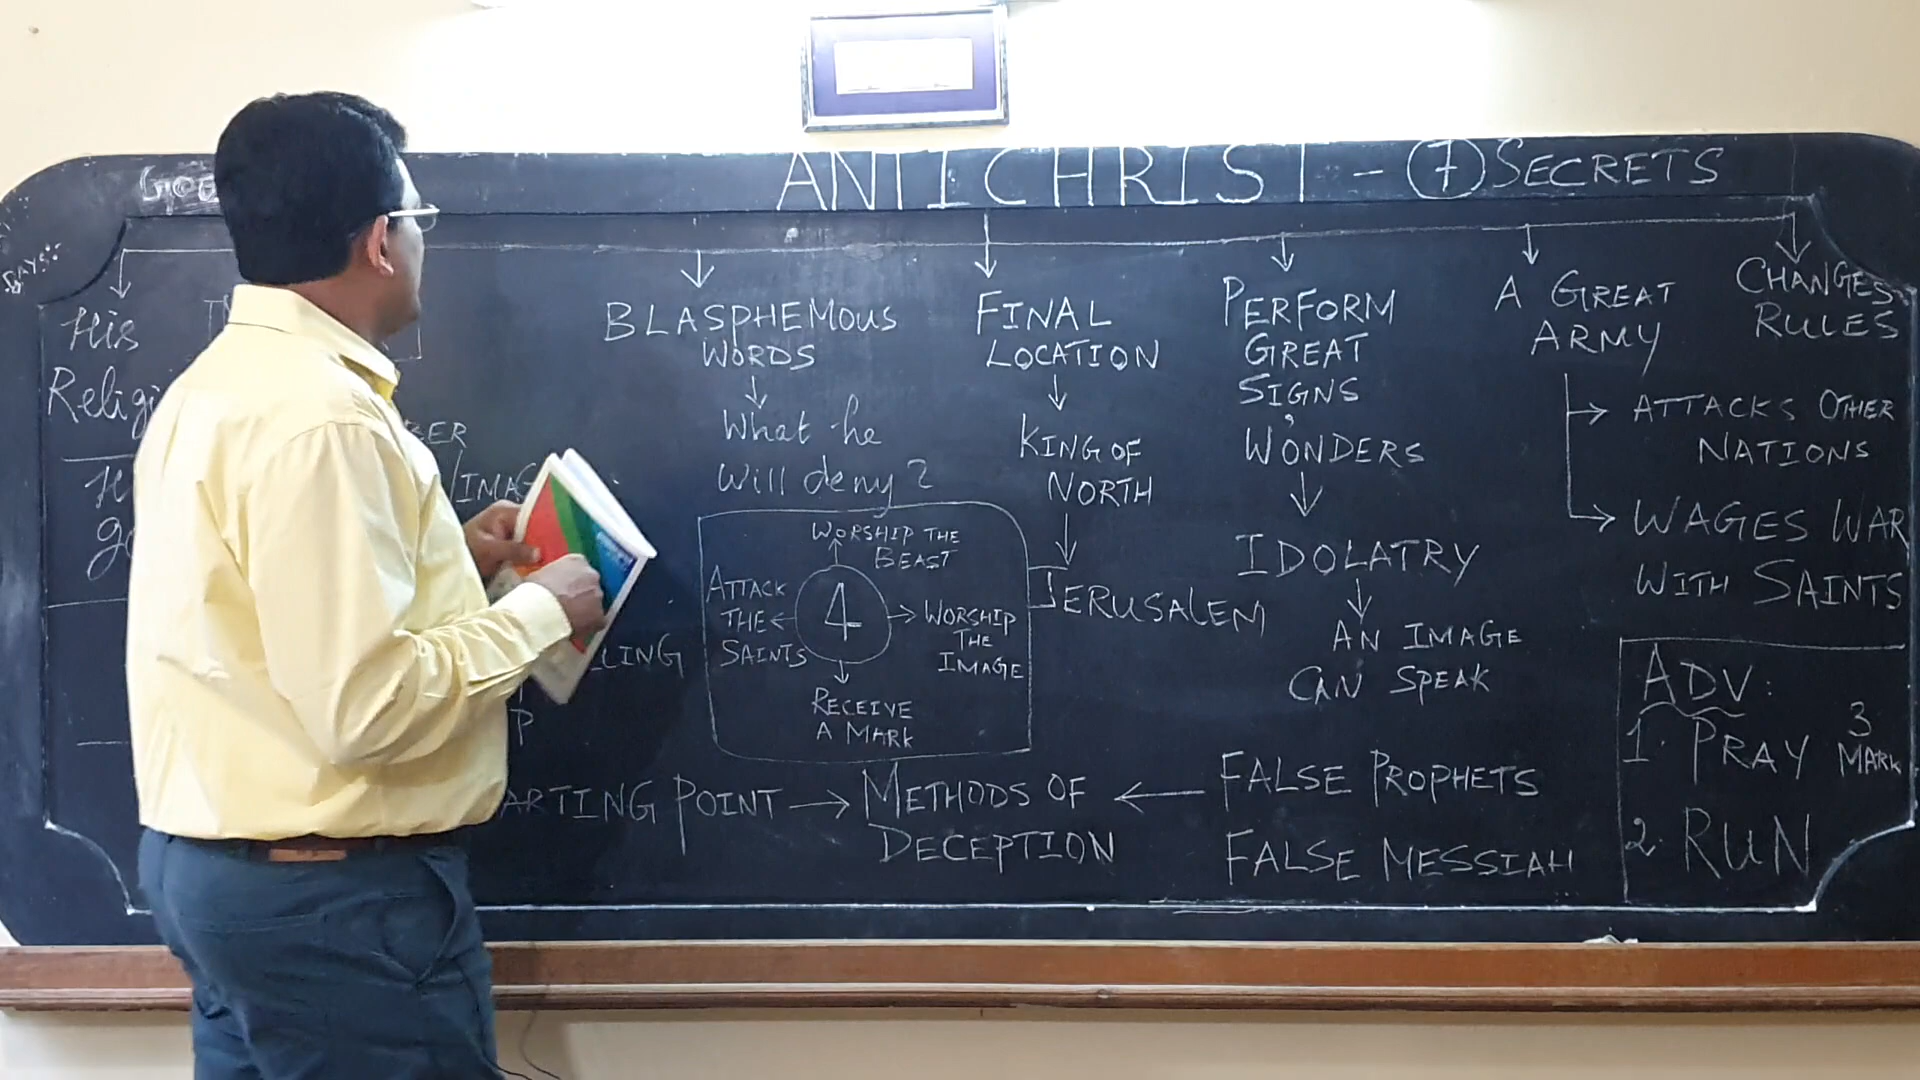 ANTICHRIST - 7 SECRETS
DAYS:
His
BLASPHEMOUS
WORDS
What he
Will deny?
WORSHIP THE
BEAST
ATTACK
THE
SAINTS
4
WORSHIP
THE
IMAGE
RECEIVE
A MARK
FINAL
LOCATION
KING OF
NORTH
JERUSALEM
PERFORM
GREAT
SIGNS,
WONDERS
IDOLATRY
AN IMAGE
CAN SPEAK
A GREAT
ARMY
ATTACKS OTHER
NATIONS
WAGES WAR
WITH SAINTS
CHANGES
RULES
POINT
METHODS OF
DECEPTION
FALSE PROPHETS
FALSE MESSIAH
ADV:
1. PRAY 3
MARK
2. RUN